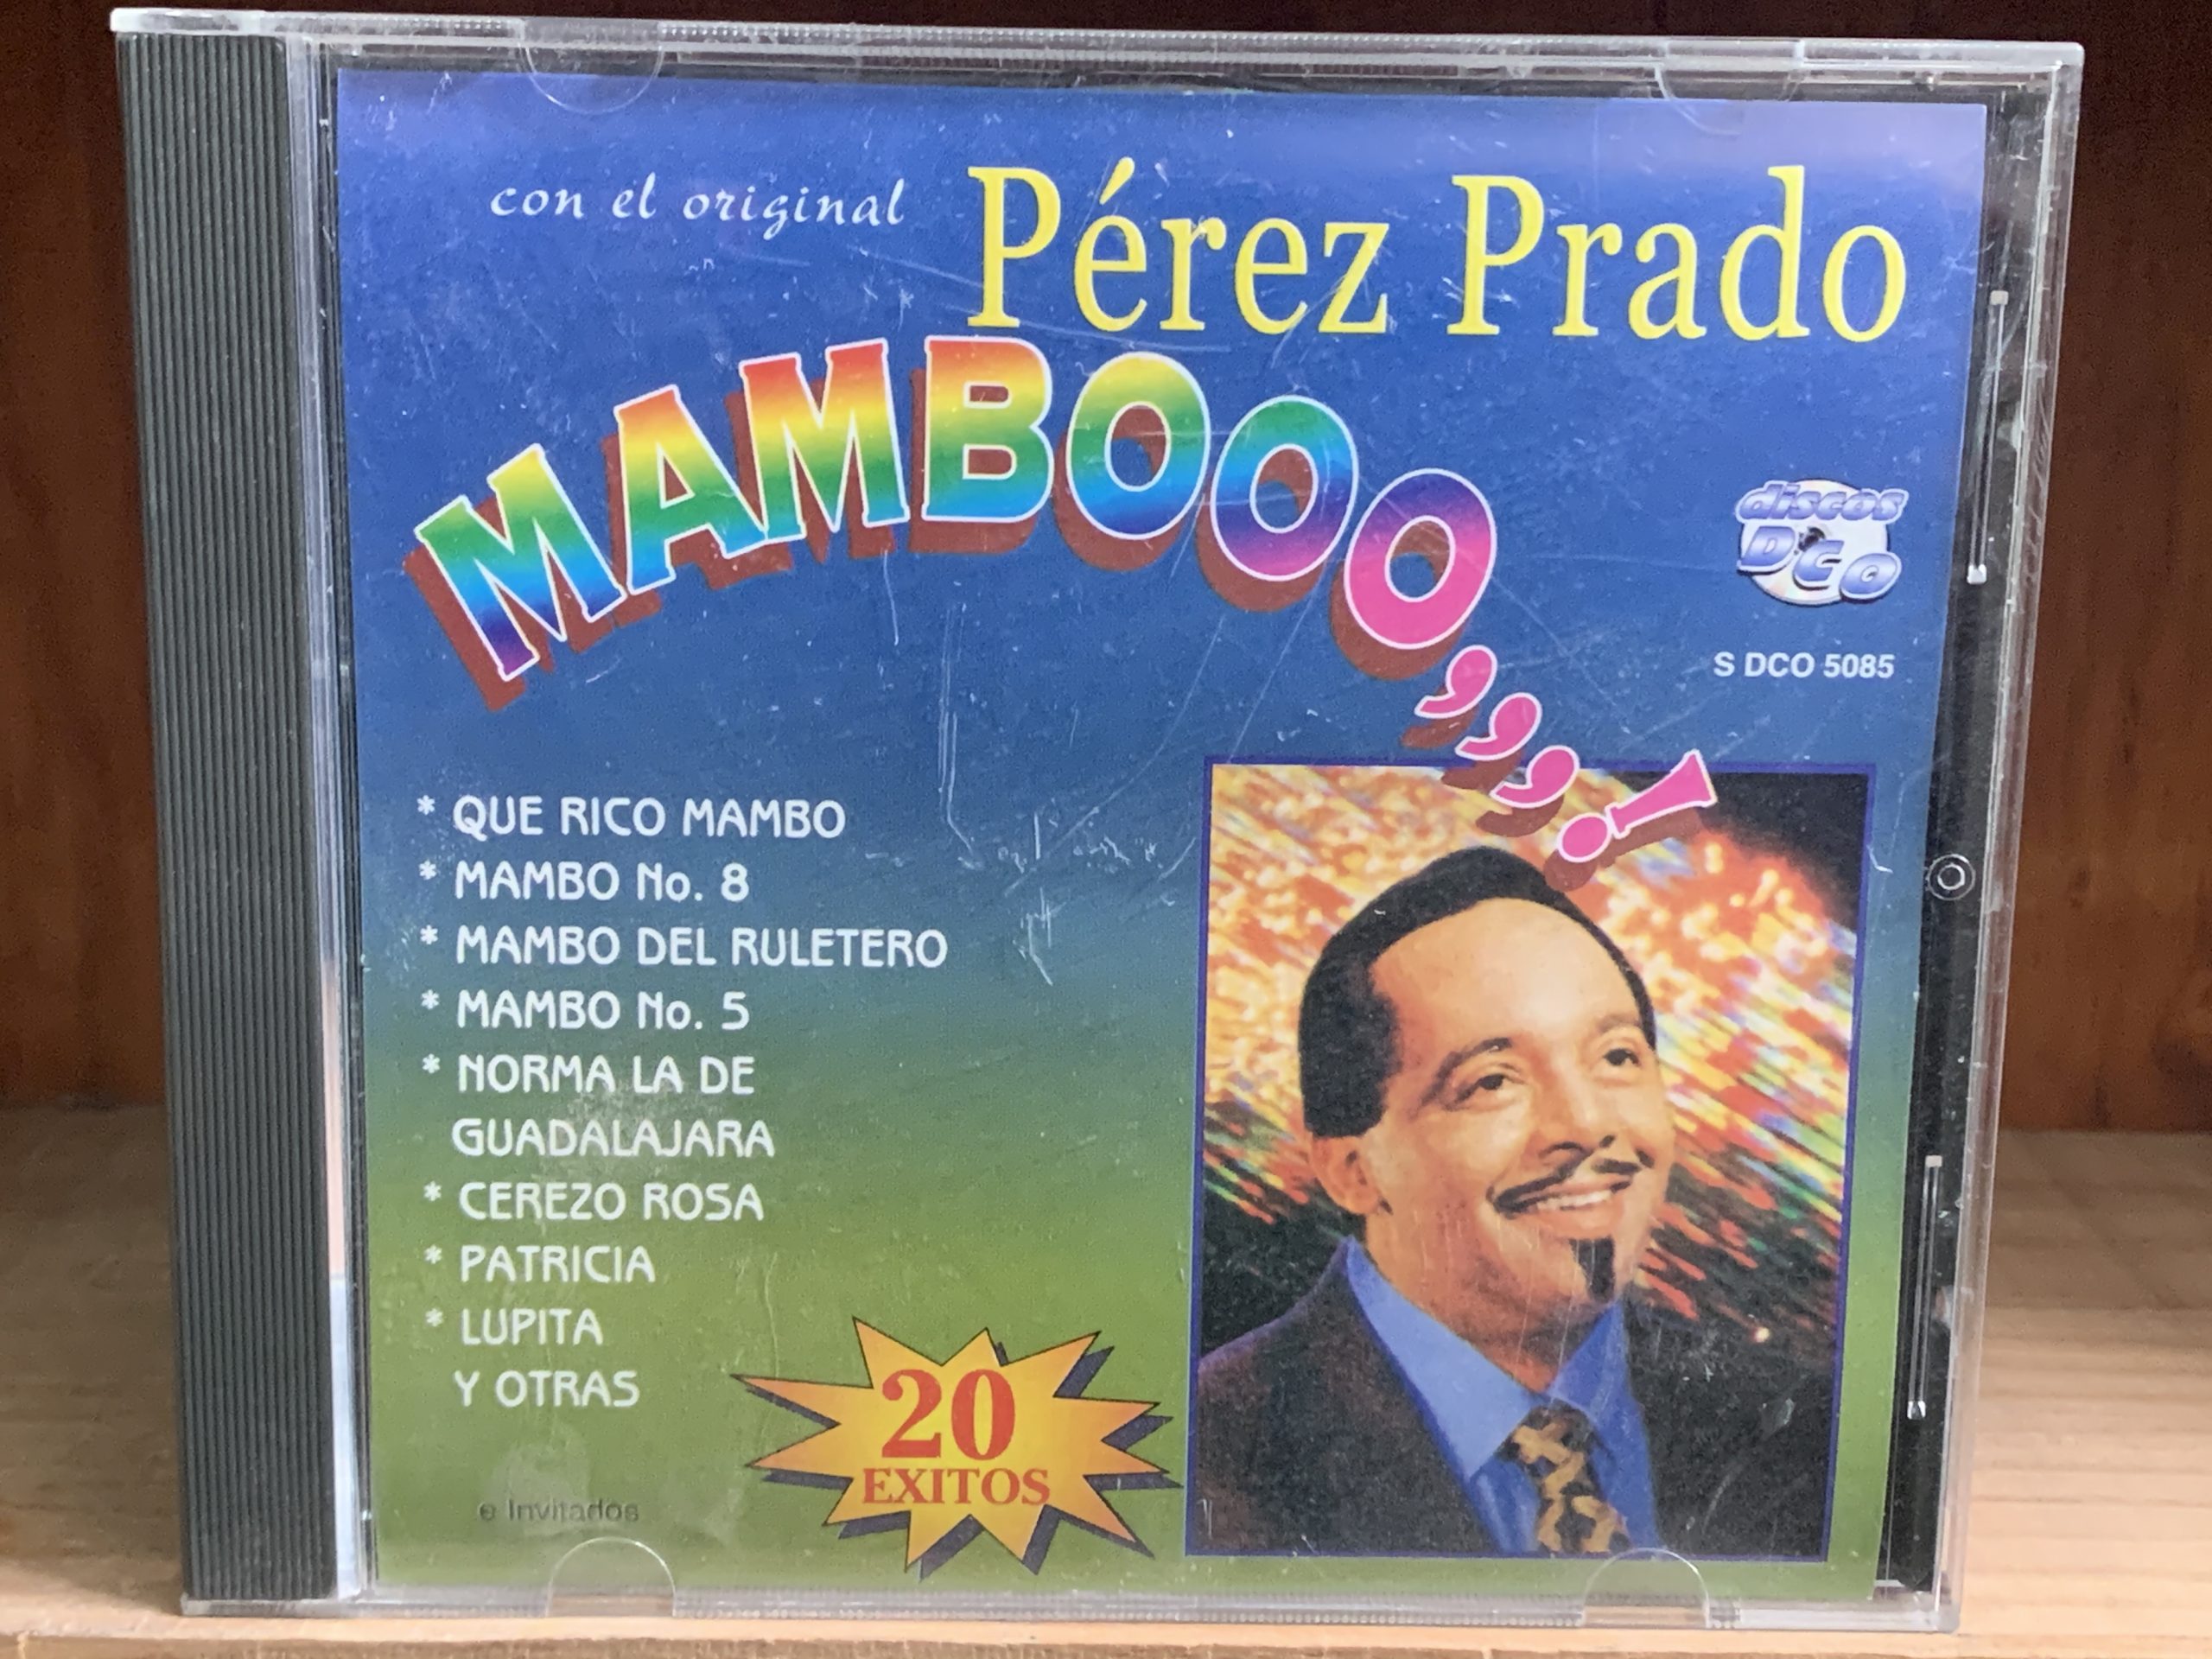 con el original Pérez Prado
MAMBOOO,,,,!
discos
DCO
S DCO 5085
* QUE RICO MAMBO
* MAMBO No. 8
* MAMBO DEL RULETERO
* MAMBO No. 5
* NORMA LA DE
GUADALAJARA
* CEREZO ROSA
* PATRICIA
* LUPITA
Y OTRAS
20
EXITOS
e Invitados